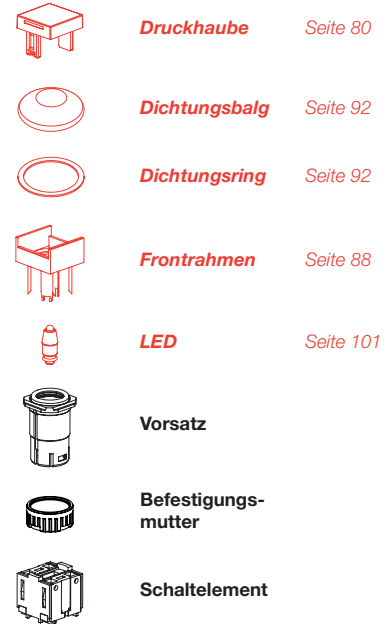 Druckhaube Seite 80
Dichtungsbalg Seite 92
Dichtungsring Seite 92
Frontrahmen Seite 88
LED Seite 101
Vorsatz
Befestigungs-
mutter
Schaltelement